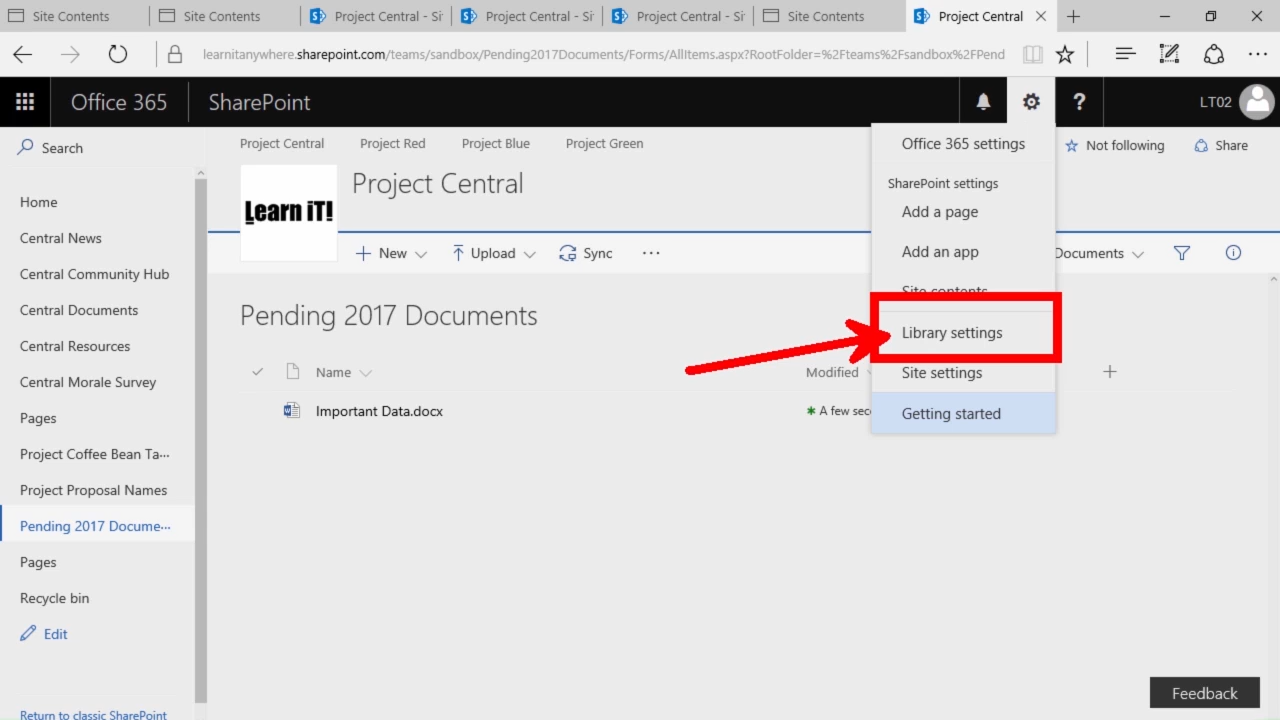 Site Contents
Site Contents
Project Central - Si
Project Central - Si
Project Central - Si
Site Contents
Project Central
learnitanywhere.sharepoint.com/teams/sandbox/Pending2017Documents/Forms/AllItems.aspx?RootFolder=%2Fteams%2Fsandbox%2FPend
Office 365
SharePoint
?
LT02
Search
Home
Central News
Central Community Hub
Central Documents
Central Resources
Central Morale Survey
Pages
Project Coffee Bean Ta...
Project Proposal Names
Pending 2017 Docume...
Pages
Recycle bin
Edit
Return to classic SharePoint
Project Central
Project Red
Project Blue
Project Green
Not following
Share
Learn iT!
Project Central
New
Upload
Sync
...
Documents
Pending 2017 Documents
Name
Modified
Important Data.docx
A few sec
Office 365 settings
SharePoint settings
Add a page
Add an app
Site contents
Library settings
Site settings
Getting started
Feedback